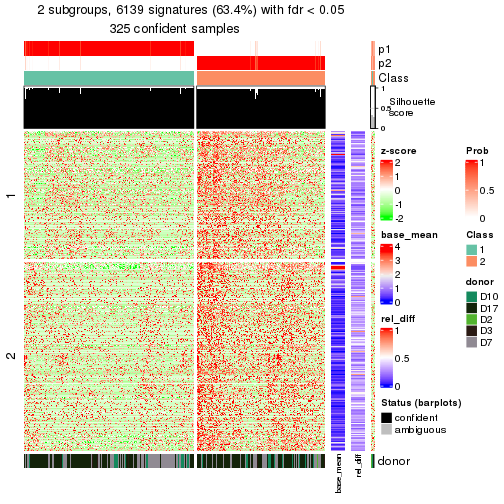 2 subgroups, 6139 signatures (63.4%) with fdr < 0.05
325 confident samples
p1
p2
Class
1
0.5
0
Silhouette
score
1
2
z-score
2
1
0
-1
-2
base_mean
4
3
2
1
0
rel_diff
1
0.5
0
Status (barplots)
confident
ambiguous
Prob
1
0.5
0
Class
1
2
donor
D10
D17
D2
D3
D7
base_mean
rel_diff
donor